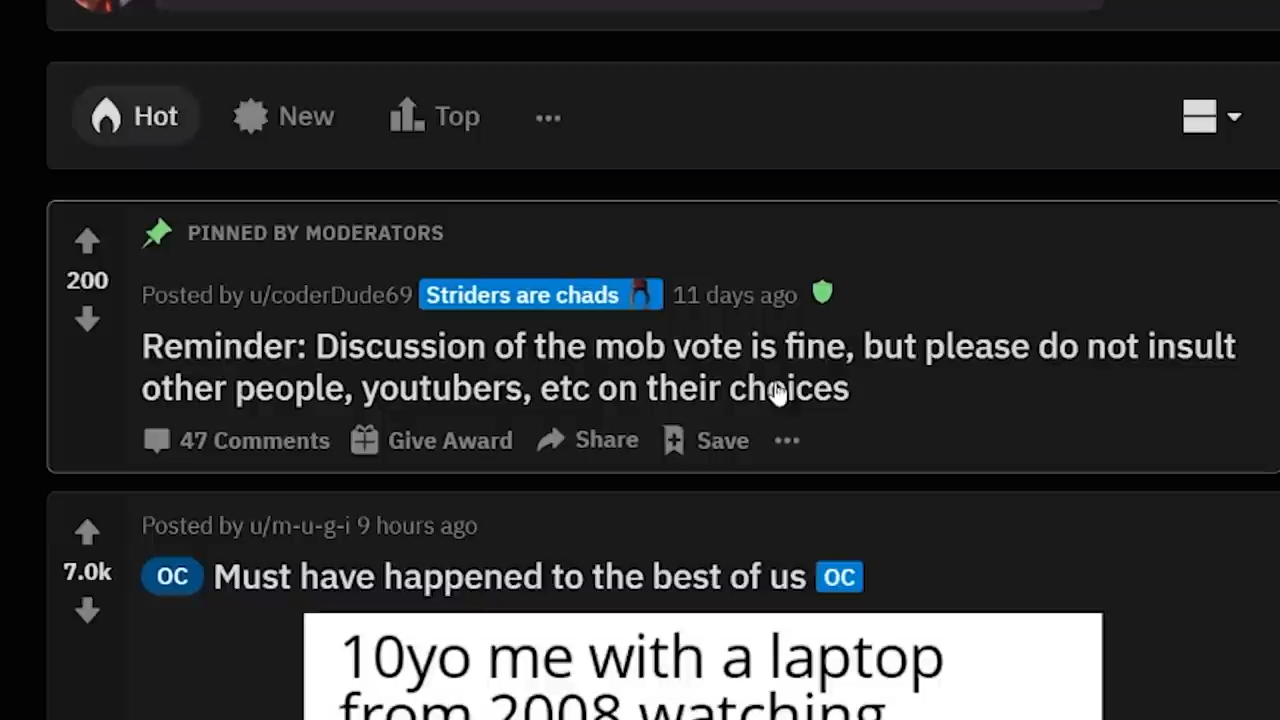 Hot New Top
PINNED BY MODERATORS
200
Posted by u/coderDude69 Striders are chads 11 days ago
Reminder: Discussion of the mob vote is fine, but please do not insult
other people, youtubers, etc on their choices
47 Comments Give Award Share Save
Posted by u/m-u-g-i 9 hours ago
7.0k
OC Must have happened to the best of us OC
10yo me with a laptop
from 2008 watching